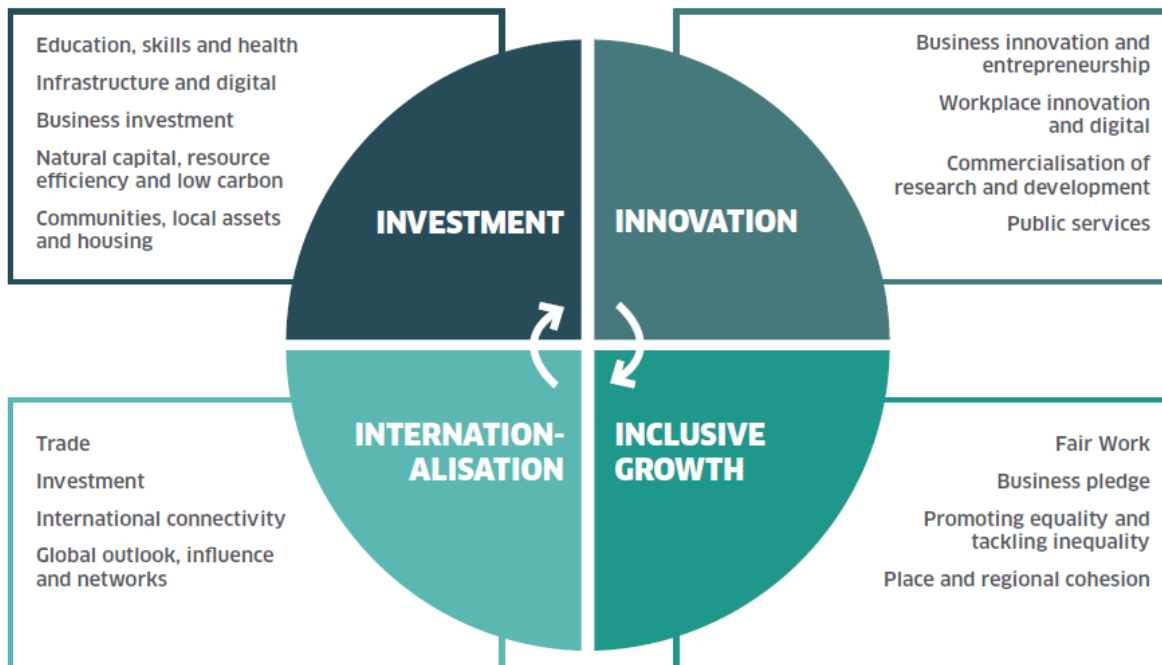 Education, skills and health
Infrastructure and digital
Business investment
Natural capital, resource
efficiency and low carbon
Communities, local assets
and housing
INVESTMENT
INNOVATION
Business innovation and
entrepreneurship
Workplace innovation
and digital
Commercialisation of
research and development
Public services
Trade
Investment
International connectivity
Global outlook, influence
and networks
INTERNATION-
ALISATION
INCLUSIVE
GROWTH
Fair Work
Business pledge
Promoting equality and
tackling inequality
Place and regional cohesion